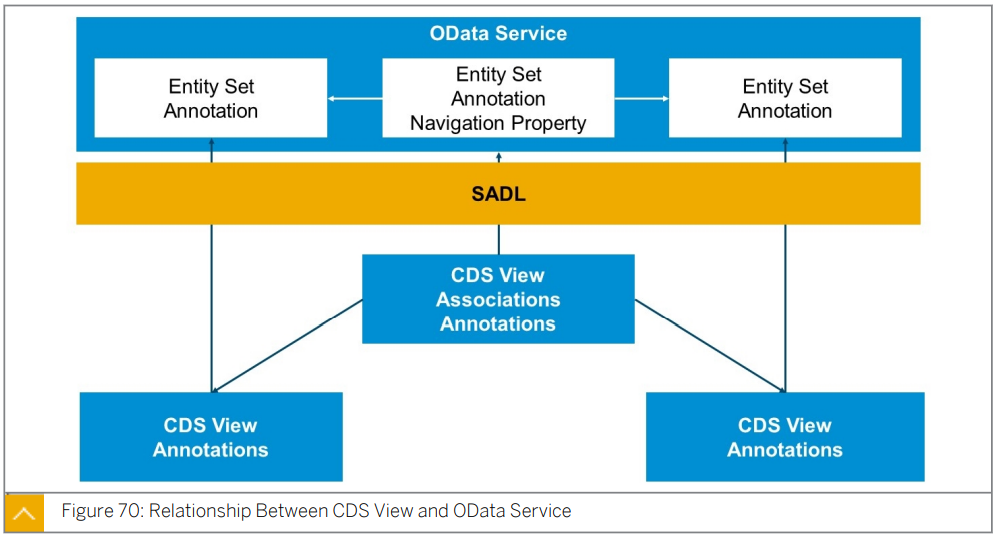 OData Service
Entity Set
Annotation
Entity Set
Annotation
Navigation Property
Entity Set
Annotation
SADL
CDS View
Associations
Annotations
CDS View
Annotations
CDS View
Annotations
Figure 70: Relationship Between CDS View and OData Service